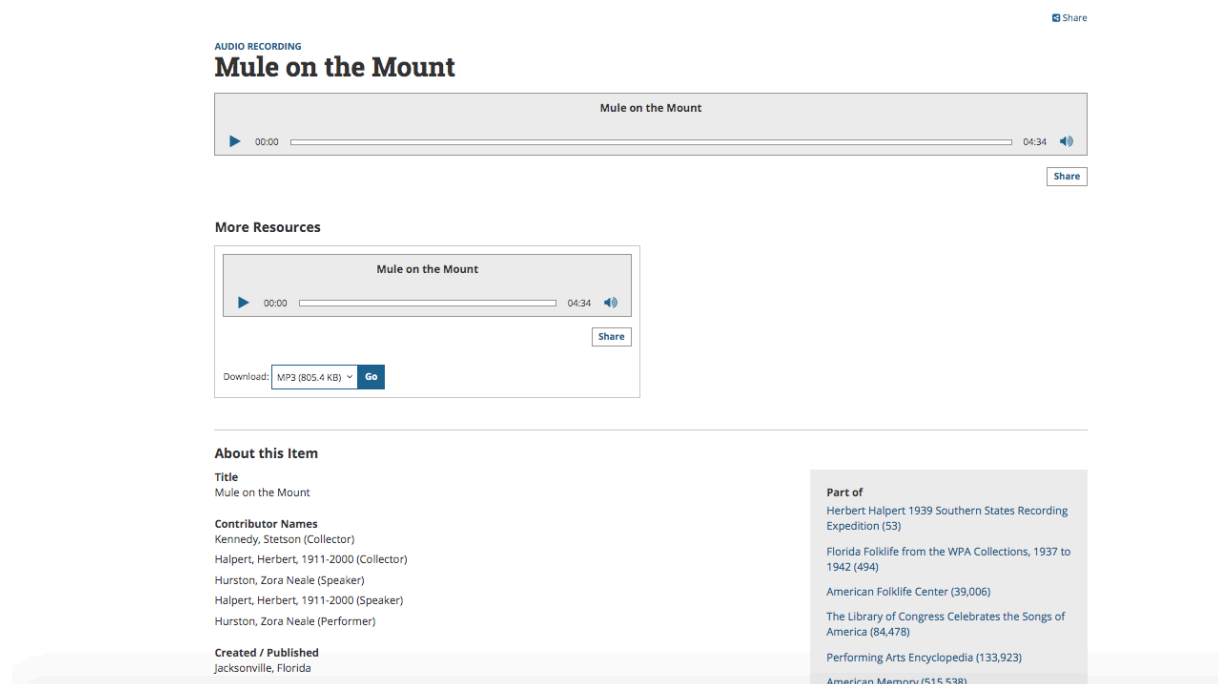 Share
AUDIO RECORDING
Mule on the Mount
Mule on the Mount
00:00
04:34
Share
More Resources
Mule on the Mount
00:00
04:34
Share
Download: MP3 (805.4 KB) Go
About this Item
Title
Mule on the Mount
Contributor Names
Kennedy, Stetson (Collector)
Halpert, Herbert, 1911-2000 (Collector)
Hurston, Zora Neale (Speaker)
Halpert, Herbert, 1911-2000 (Speaker)
Hurston, Zora Neale (Performer)
Created / Published
Jacksonville, Florida
Part of
Herbert Halpert 1939 Southern States Recording
Expedition (53)
Florida Folklife from the WPA Collections, 1937 to
1942 (494)
American Folklife Center (39,006)
The Library of Congress Celebrates the Songs of
America (84,478)
Performing Arts Encyclopedia (133,923)
American Memory (515,538)